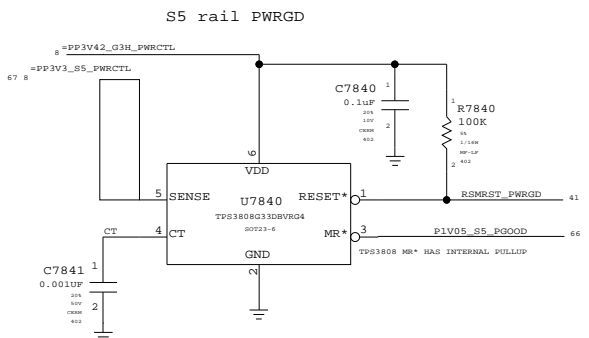 S5 rail PWRGD
8 =PP3V42_G3H_PWRCTL
=PP3V3_S5_PWRCTL
67 8
C7840
0.1uF
20%
10V
CERM
402
1
2
R7840
100K
5%
1/16W
MF-LF
402
1
2
6
VDD
5 SENSE
U7840
TPS3808G33DBVRG4
SOT23-6
RESET* 1
RSMRST_PWRGD 41
CT 4 CT
MR* 3
P1V05_S5_PGOOD 66
TPS3808 MR* HAS INTERNAL PULLUP
GND
2
C7841
0.001UF
20%
50V
CERM
402
1
2